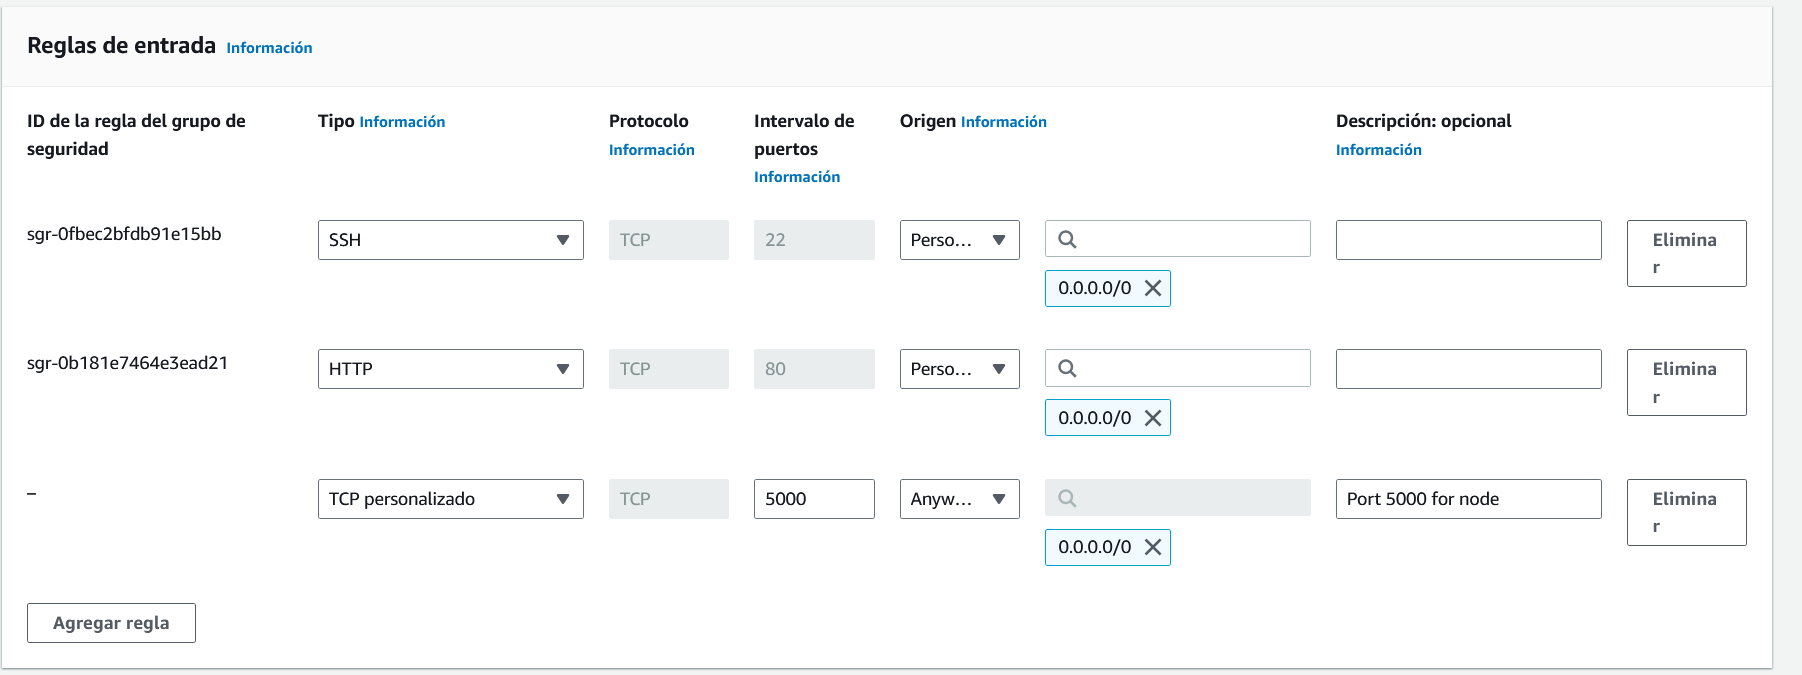 Reglas de entrada Información
ID de la regla del grupo de seguridad
Tipo Información
Protocolo
Información
Intervalo de
puertos
Información
Origen Información
Descripción: opcional
Información
sgr-0fbec2bfdb91e15bb
SSH
TCP
22
Perso...
0.0.0.0/0
Elimina
r
sgr-0b181e7464e3ead21
HTTP
TCP
80
Perso...
0.0.0.0/0
Elimina
r
–
TCP personalizado
TCP
5000
Anyw...
0.0.0.0/0
Port 5000 for node
Elimina
r
Agregar regla